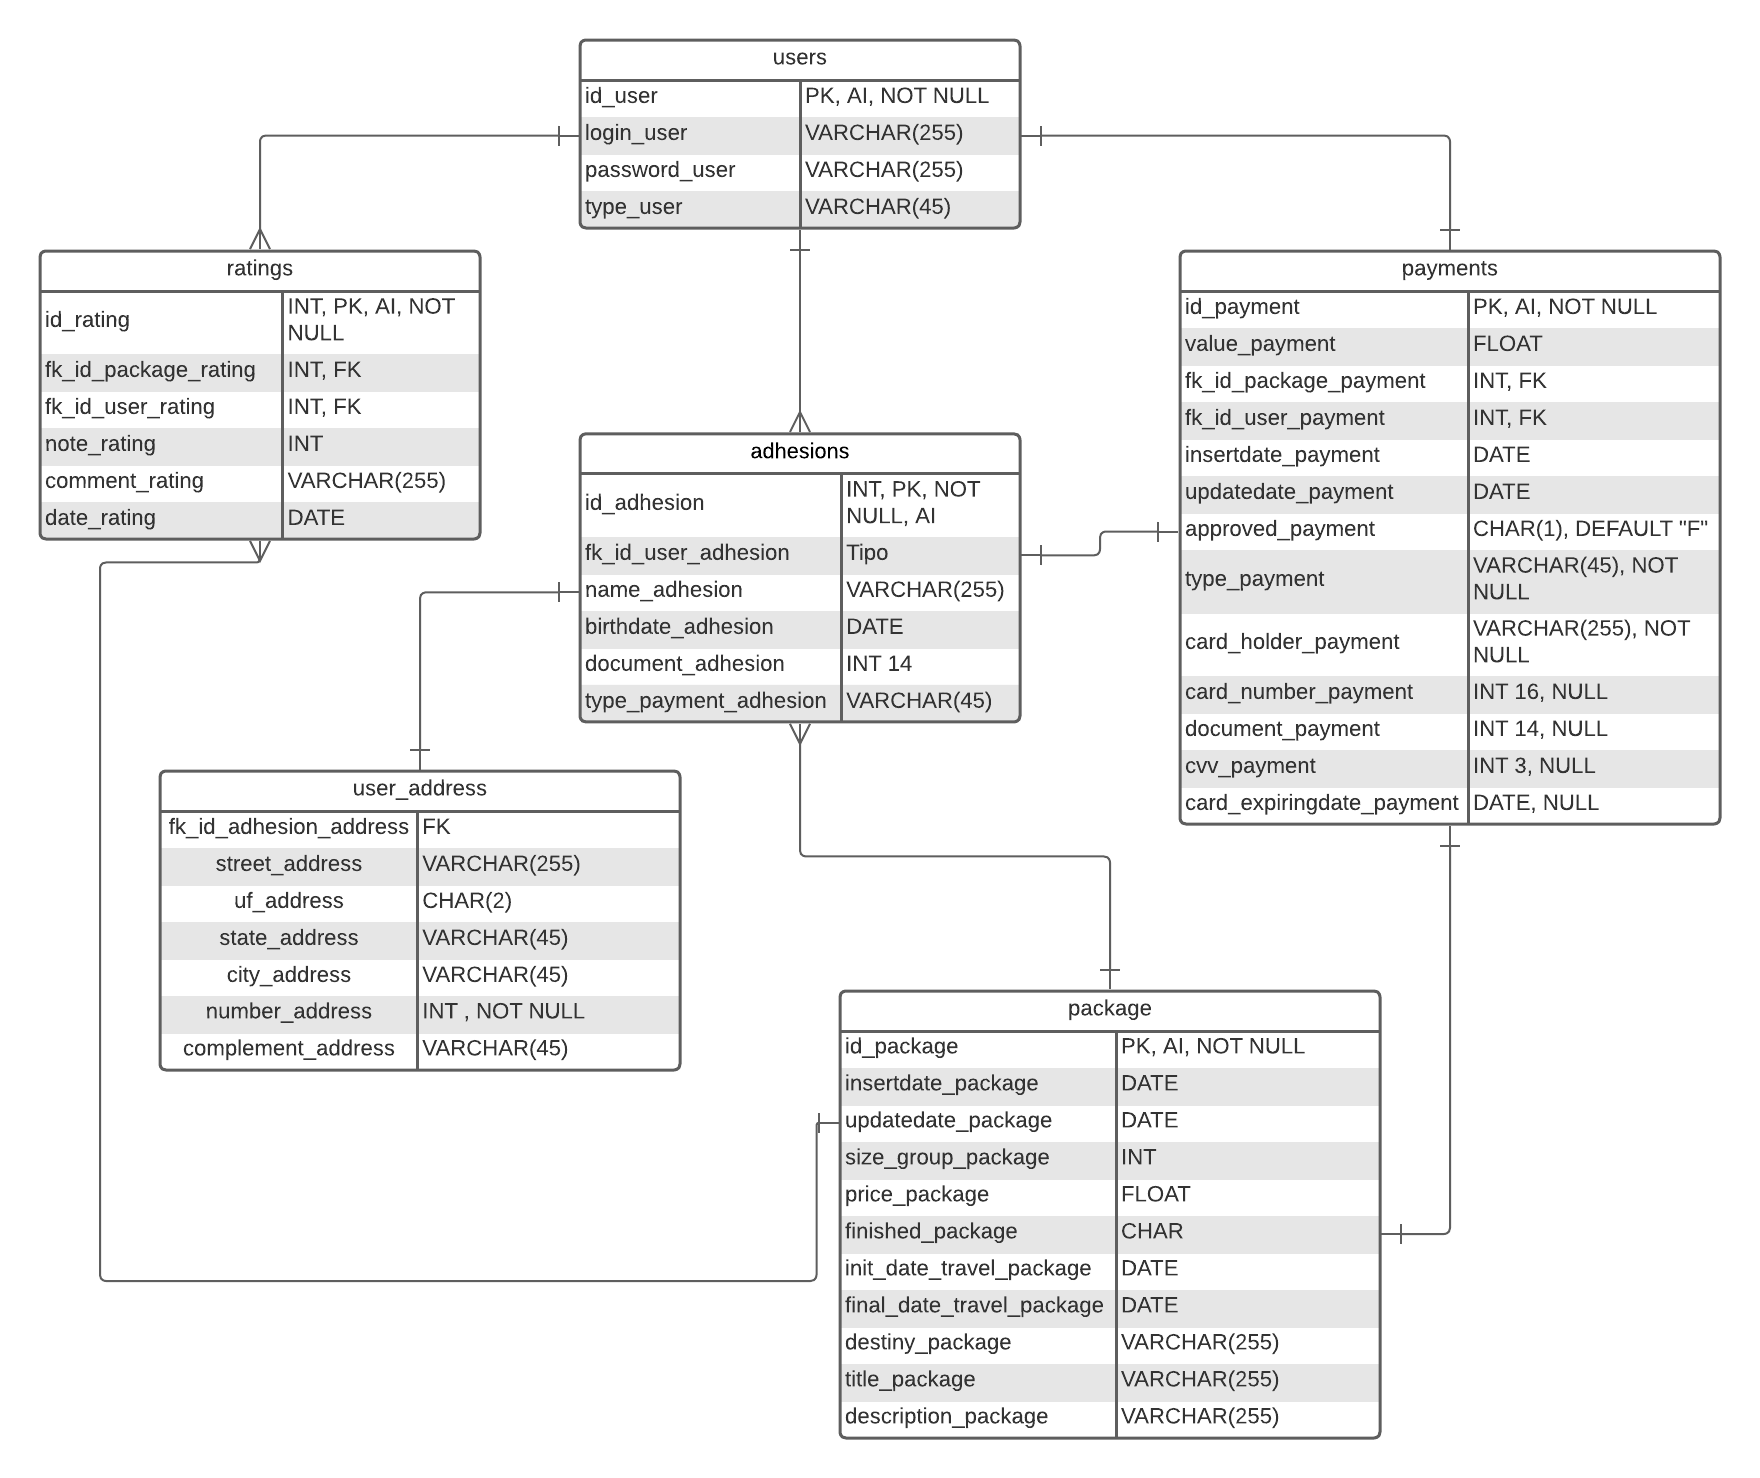 users
id_user PK, AI, NOT NULL
login_user VARCHAR(255)
password_user VARCHAR(255)
type_user VARCHAR(45)
ratings
id_rating INT, PK, AI, NOT
NULL
fk_id_package_rating INT, FK
fk_id_user_rating INT, FK
note_rating INT
comment_rating VARCHAR(255)
date_rating DATE
payments
id_payment PK, AI, NOT NULL
value_payment FLOAT
fk_id_package_payment INT, FK
fk_id_user_payment INT, FK
insertdate_payment DATE
updatedate_payment DATE
approved_payment CHAR(1), DEFAULT "F"
type_payment VARCHAR(45), NOT
NULL
card_holder_payment VARCHAR(255), NOT
NULL
card_number_payment INT 16, NULL
document_payment INT 14, NULL
cvv_payment INT 3, NULL
card_expiringdate_payment DATE, NULL
adhesions
id_adhesion INT, PK, NOT
NULL, AI
fk_id_user_adhesion Tipo
name_adhesion VARCHAR(255)
birthdate_adhesion DATE
document_adhesion INT 14
type_payment_adhesion VARCHAR(45)
user_address
fk_id_adhesion_address FK
street_address VARCHAR(255)
uf_address CHAR(2)
state_address VARCHAR(45)
city_address VARCHAR(45)
number_address INT , NOT NULL
complement_address VARCHAR(45)
package
id_package PK, AI, NOT NULL
insertdate_package DATE
updatedate_package DATE
size_group_package INT
price_package FLOAT
finished_package CHAR
init_date_travel_package DATE
final_date_travel_package DATE
destiny_package VARCHAR(255)
title_package VARCHAR(255)
description_package VARCHAR(255)